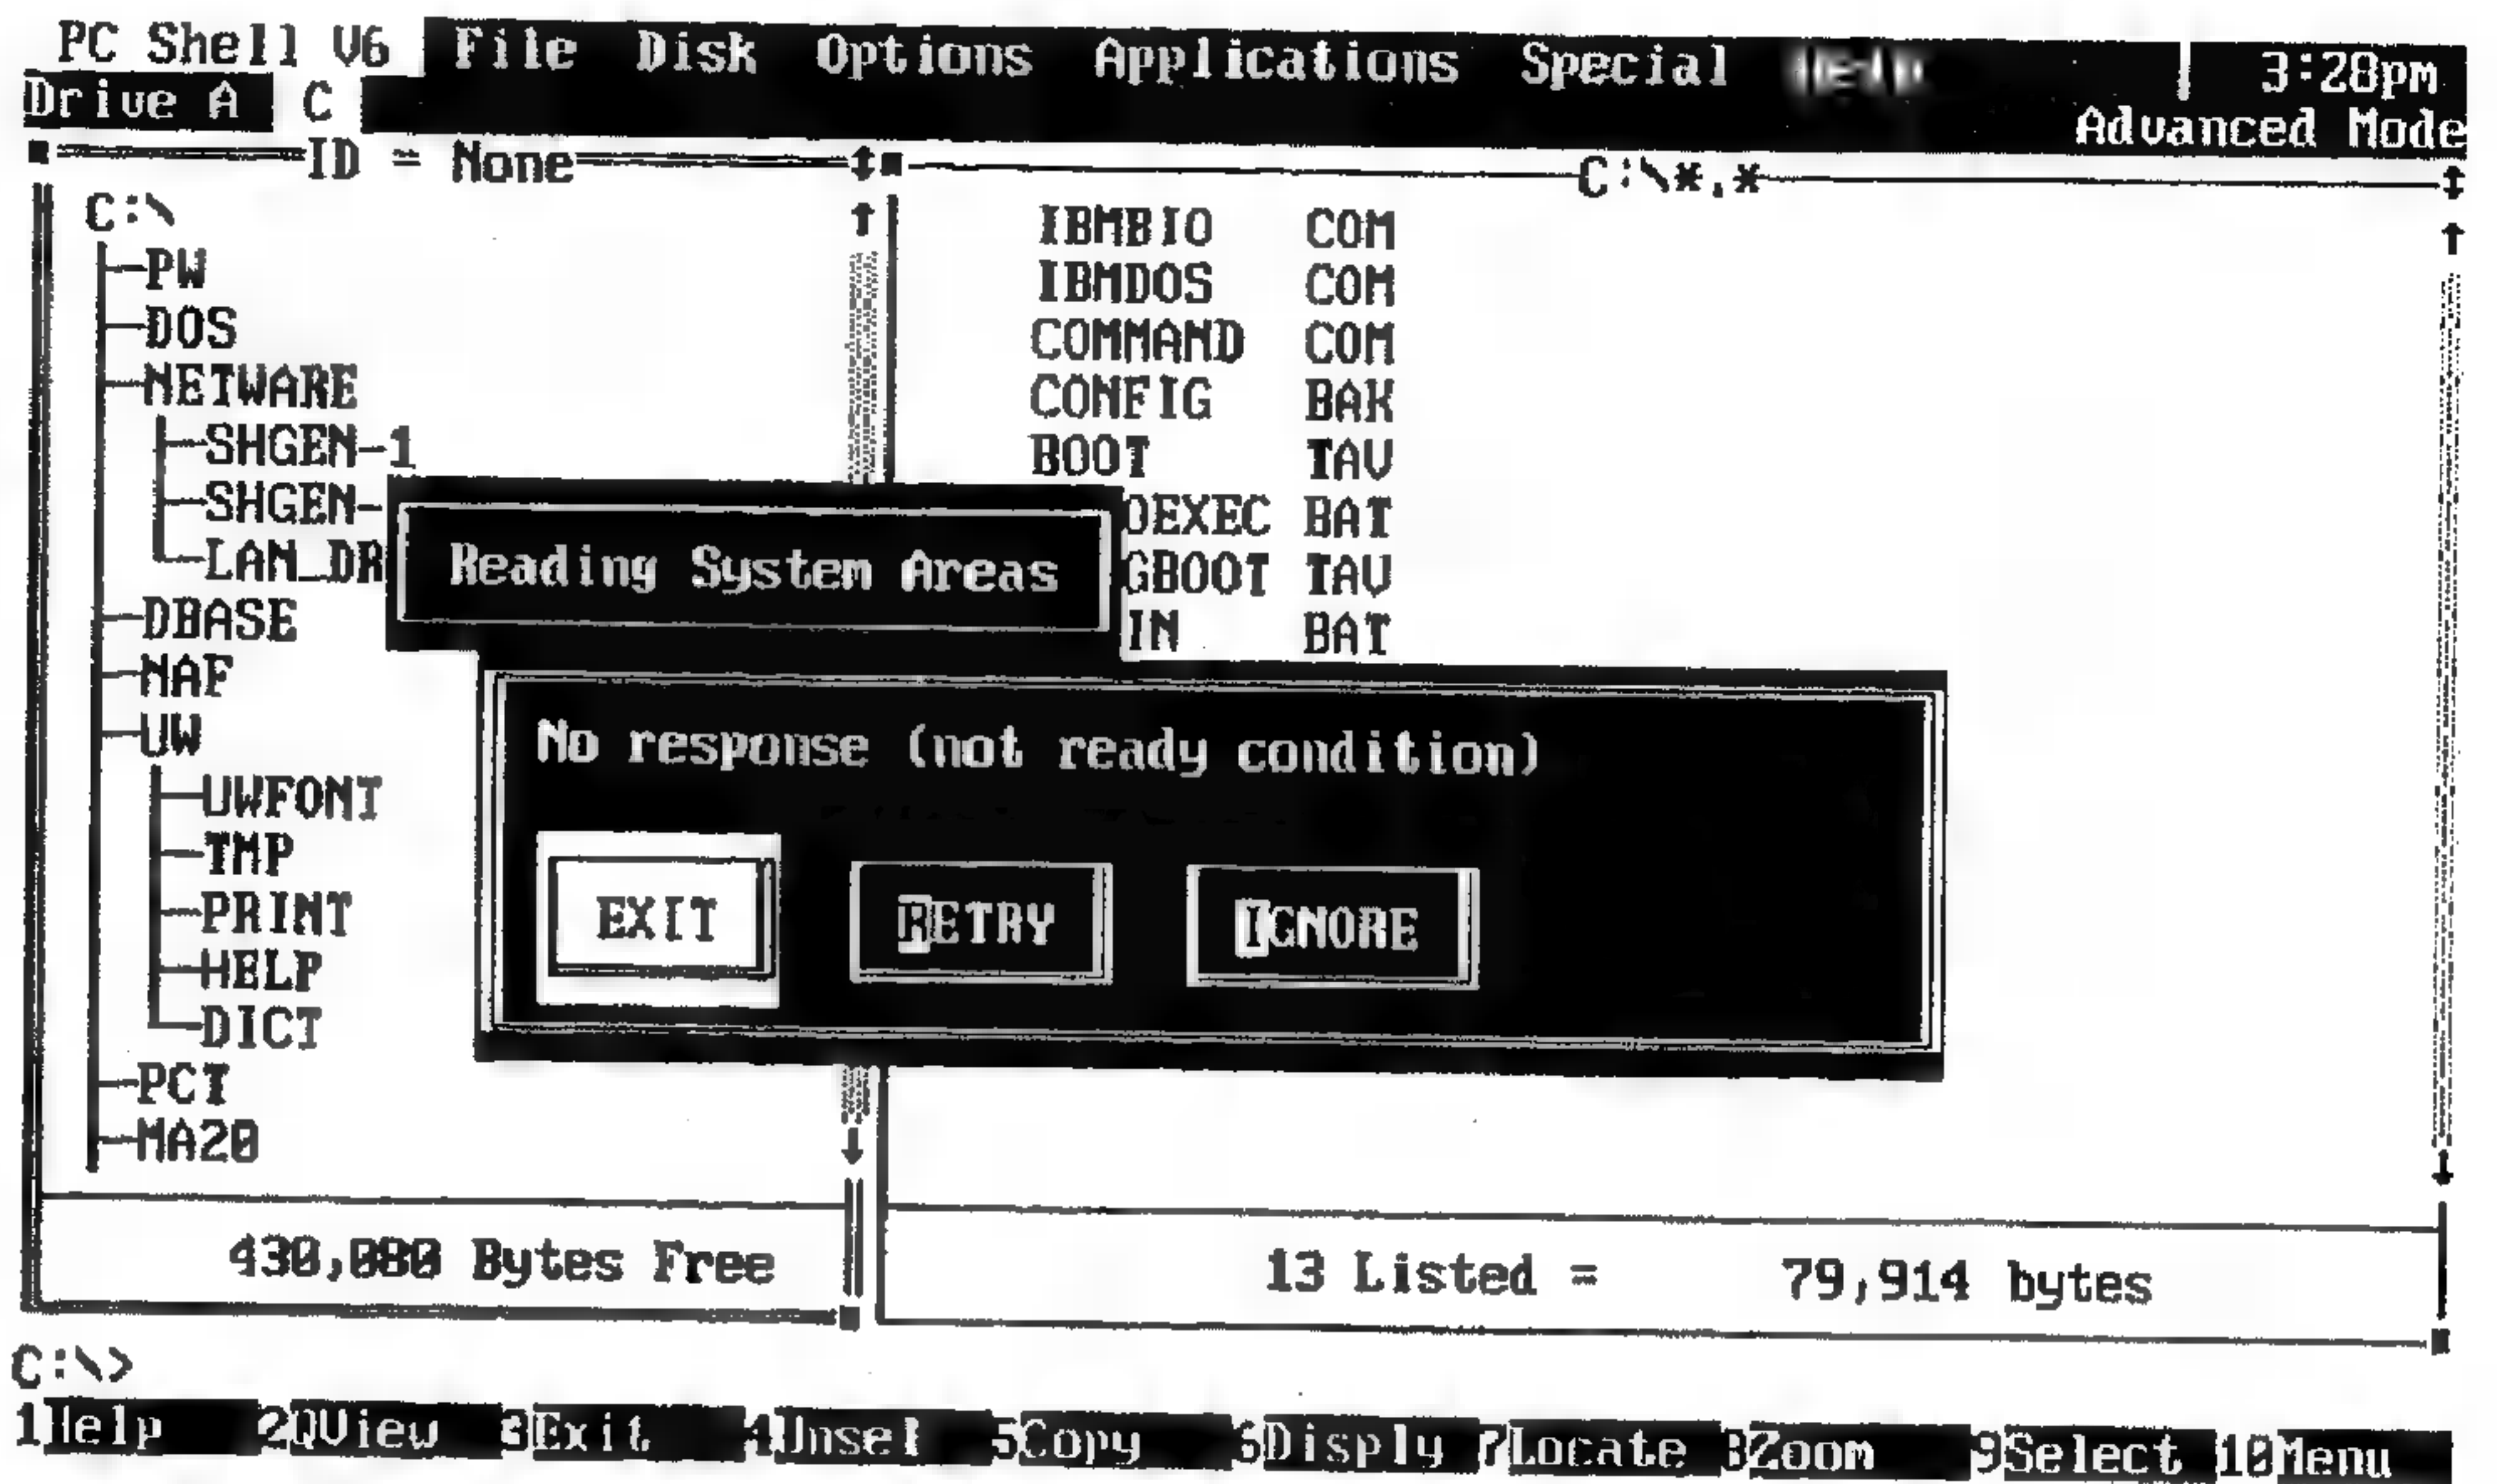 PC Shell V6 File Disk Options Applications Special 3:28pm
Drive A C Advanced Mode
ID = None
C:\*.*
C:\
PW
DOS
NETWARE
SHGEN-1
SHGEN-
LAN_DR
DBASE
NAF
UW
UWFONT
TMP
PRINT
HELP
DICT
PCT
MA20
IBMBIO COM
IBMDOS COM
COMMAND COM
CONFIG BAK
BOOT TAV
OEXEC BAT
GBOOT TAV
IN BAT
Reading System Areas
No response (not ready condition)
EXIT RETRY IGNORE
430,080 Bytes Free
13 Listed = 79,914 bytes
C:\>
1Help 2QView 3Exit 4Unsel 5Copy 6Disply 7Locate 8Zoom 9Select 10Menu